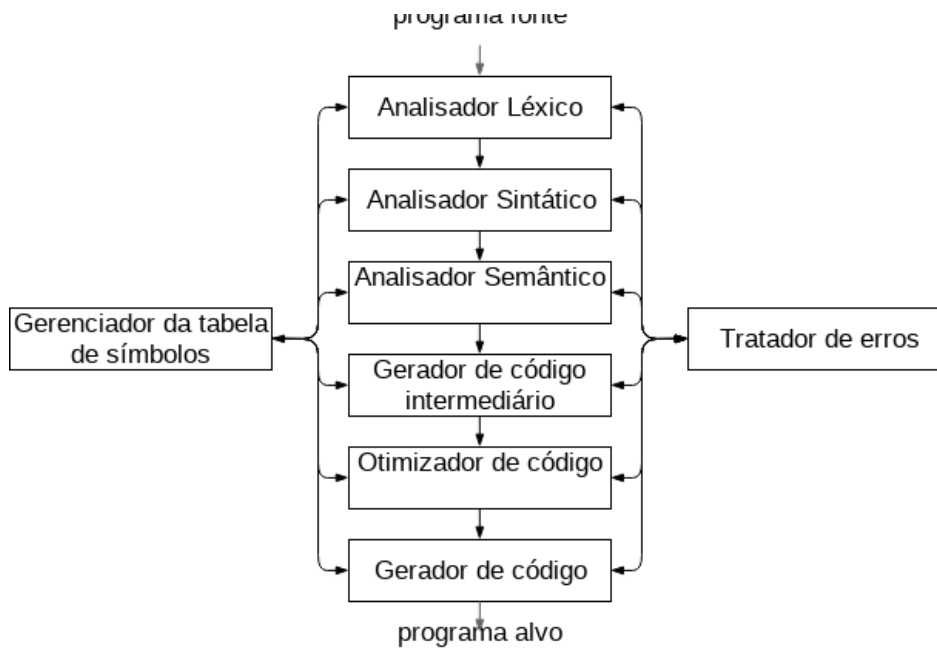 programa fonte
Analisador Léxico
Analisador Sintático
Analisador Semântico
Gerenciador da tabela
de símbolos
Tratador de erros
Gerador de código
intermediário
Otimizador de código
Gerador de código
programa alvo